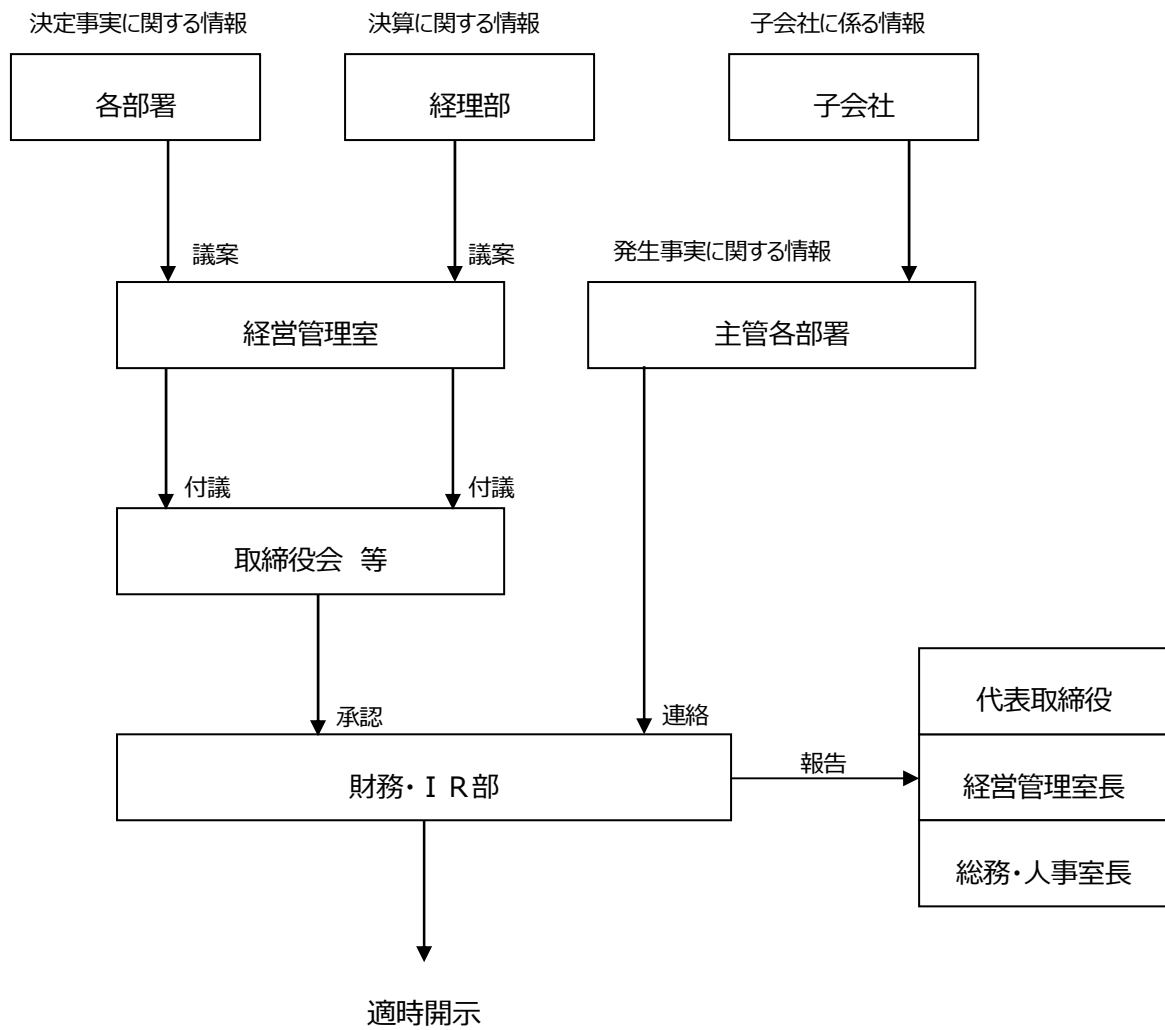 決定事実に関する情報
決算に関する情報
子会社に係る情報
各部署
経理部
子会社
議案
議案
発生事実に関する情報
経営管理室
主管各部署
付議
付議
取締役会 等
代表取締役
承認
連絡
財務・ＩＲ部
報告
経営管理室長
総務・人事室長
適時開示